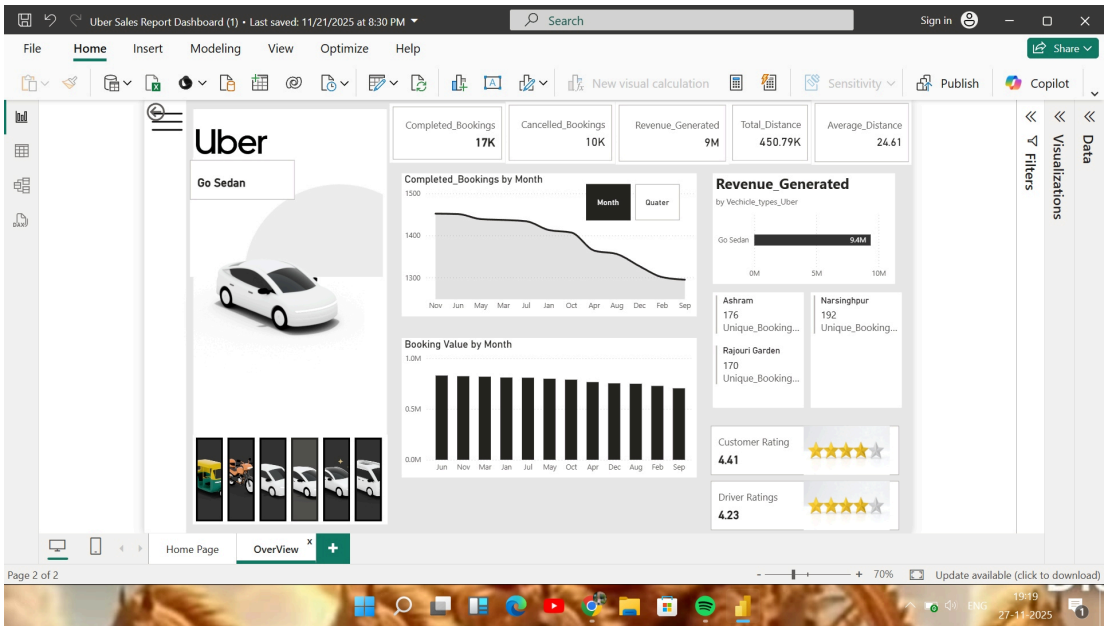 Uber Sales Report Dashboard (1) • Last saved: 11/21/2025 at 8:30 PM
Search
Sign in
File Home Insert Modeling View Optimize Help
Share
New visual calculation
Sensitivity
Publish
Copilot
DAX
Uber
Go Sedan
Completed_Bookings
17K
Cancelled_Bookings
10K
Revenue_Generated
9M
Total_Distance
450.79K
Average_Distance
24.61
Completed_Bookings by Month
Month
Quater
1500
1400
1300
Nov Jun May Mar Jul Jan Oct Apr Aug Dec Feb Sep
Revenue_Generated
by Vechicle_types_Uber
Go Sedan
9.4M
0M 5M 10M
Ashram
176
Unique_Booking...
Narsinghpur
192
Unique_Booking...
Rajouri Garden
170
Unique_Booking...
Booking Value by Month
1.0M
0.5M
0.0M
Jun Nov Mar Jan Jul May Oct Apr Dec Aug Feb Sep
Customer Rating
4.41
Driver Ratings
4.23
Filters
Visualizations
Data
Home Page
OverView
x
+
Page 2 of 2
- + 70%
Update available (click to download)
ENG
19:19
27-11-2025
1